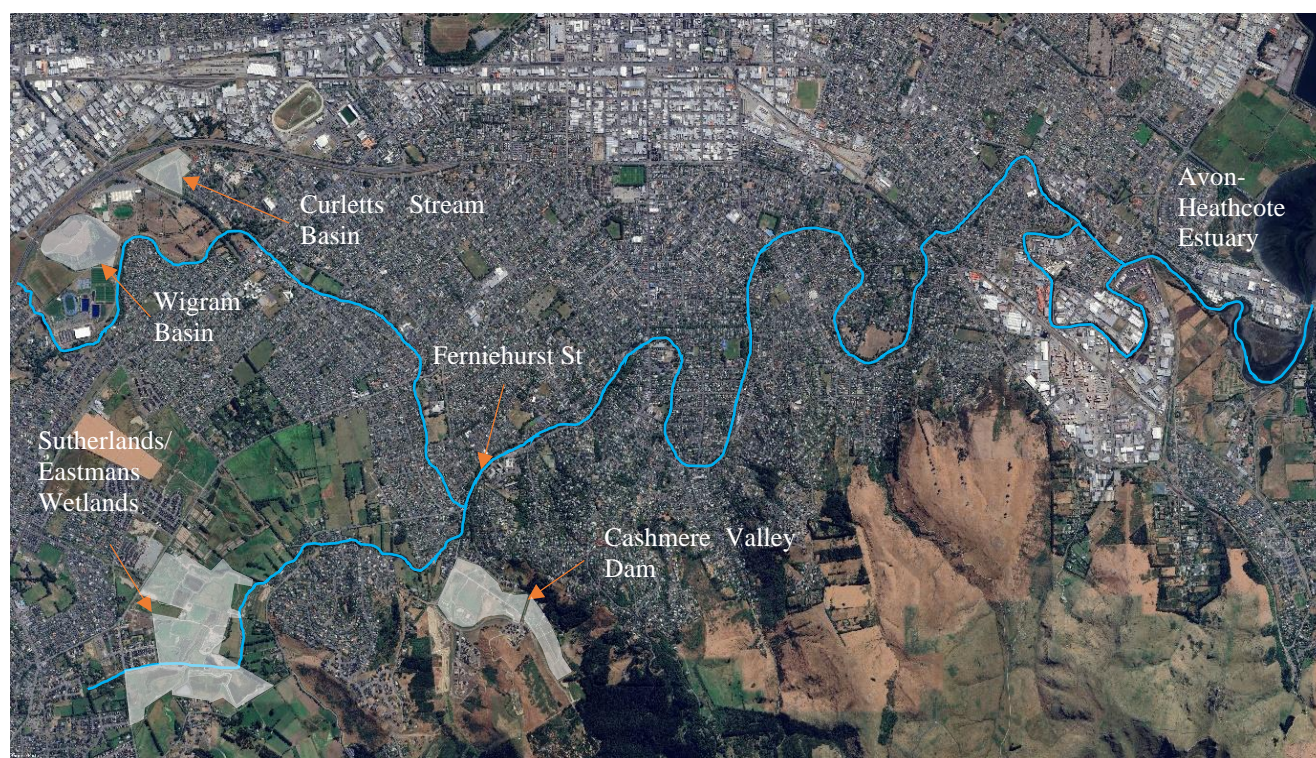 Curletts Stream
Basin
Avon-
Heathcote
Estuary
Wigram
Basin
Ferniehurst St
Sutherlands/
Eastmans
Wetlands
Cashmere Valley
Dam